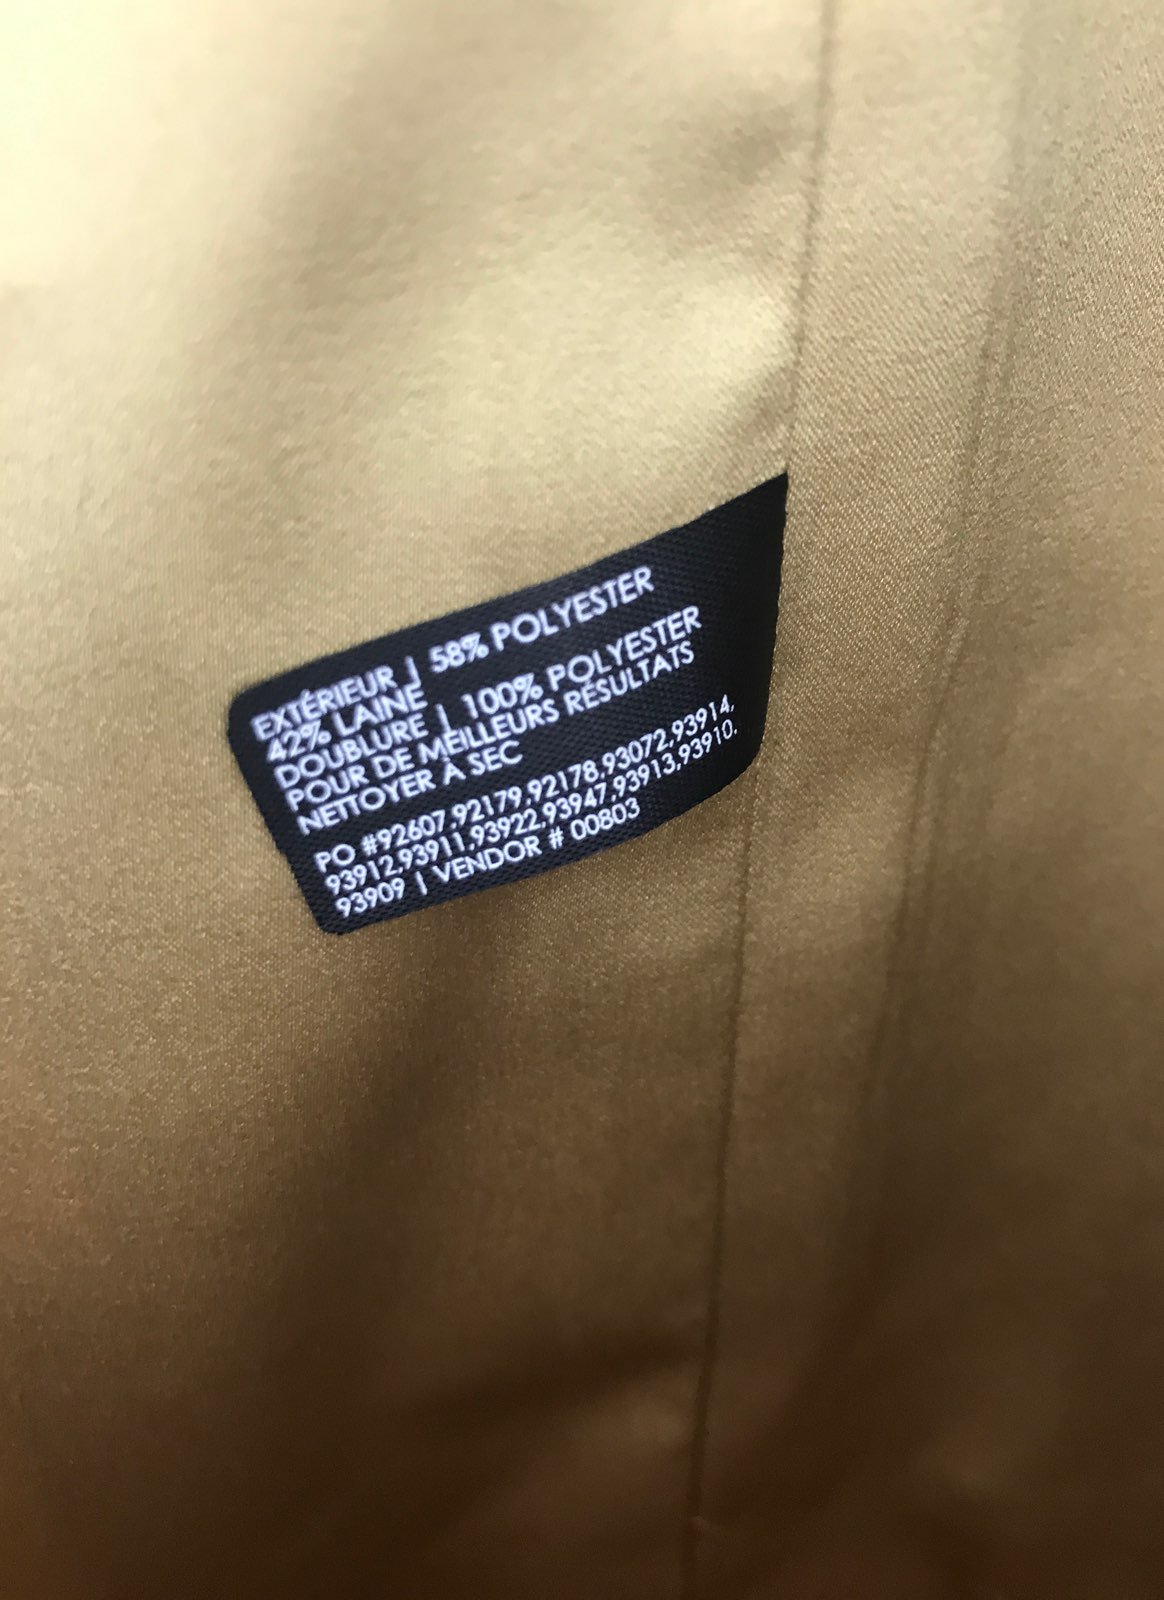 EXTÉRIEUR | 58% POLYESTER
42% LAINE
DOUBLURE | 100% POLYESTER
POUR DE MEILLEURS RÉSULTATS
NETTOYER À SEC
PO #92607,92179,92178,93072,93914,
93912,93911,93922,93947,93913,93910,
93909 | VENDOR # 00803